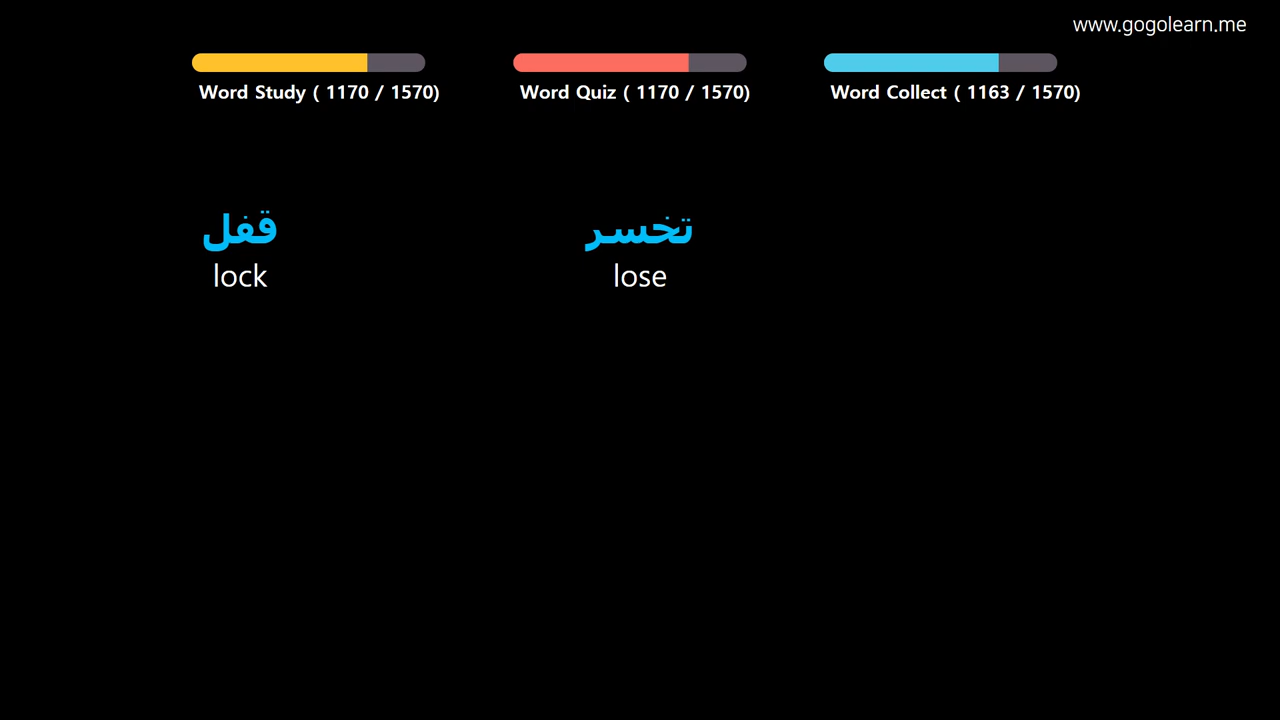 www.gogolearn.me
Word Study ( 1170 / 1570)
Word Quiz ( 1170 / 1570)
Word Collect ( 1163 / 1570)
قفل
lock
تخسر
lose